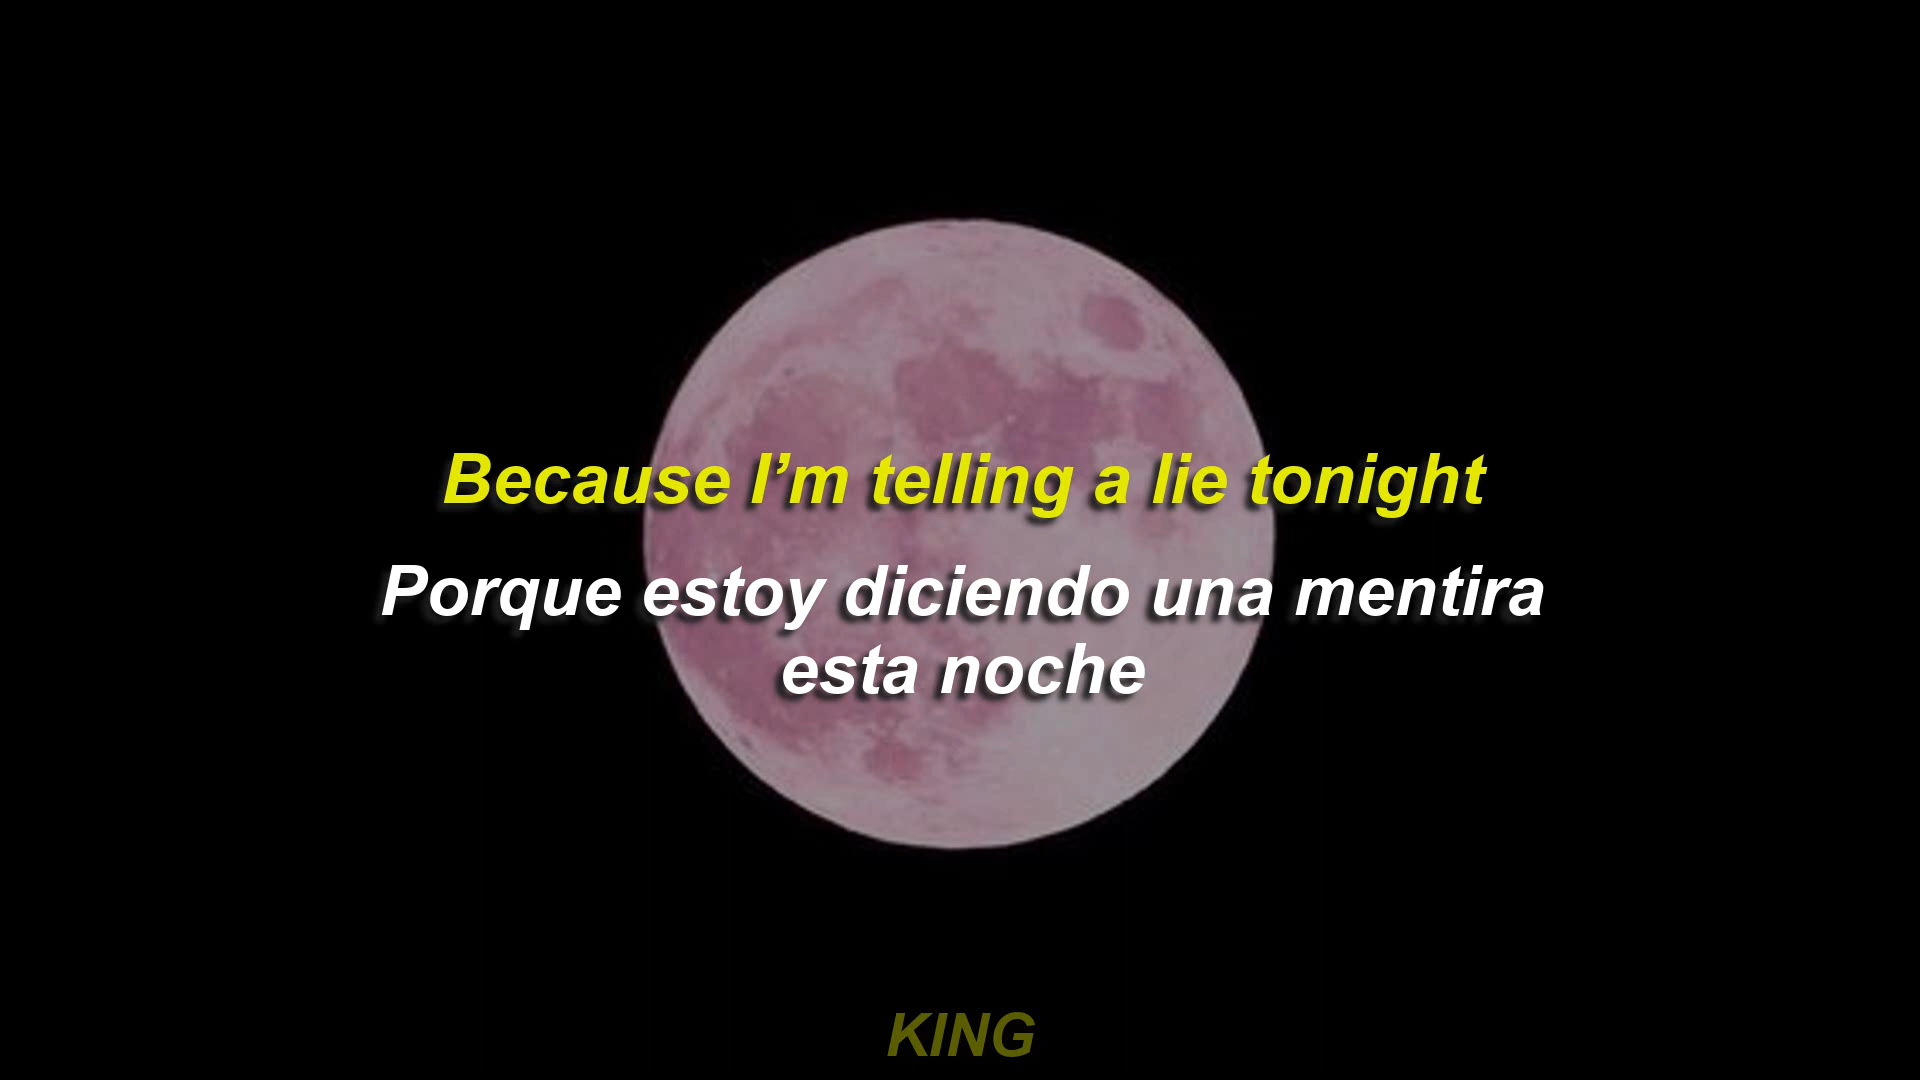 Because I’m telling a lie tonight
Porque estoy diciendo una mentira
esta noche
KING